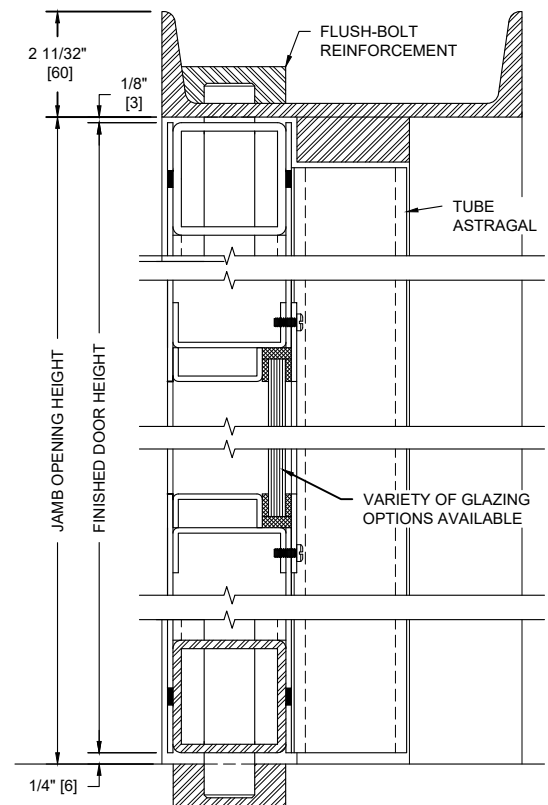 2 11/32"
[60]
FLUSH-BOLT
REINFORCEMENT
1/8"
[3]
TUBE
ASTRAGAL
JAMB OPENING HEIGHT
FINISHED DOOR HEIGHT
VARIETY OF GLAZING
OPTIONS AVAILABLE
1/4" [6]